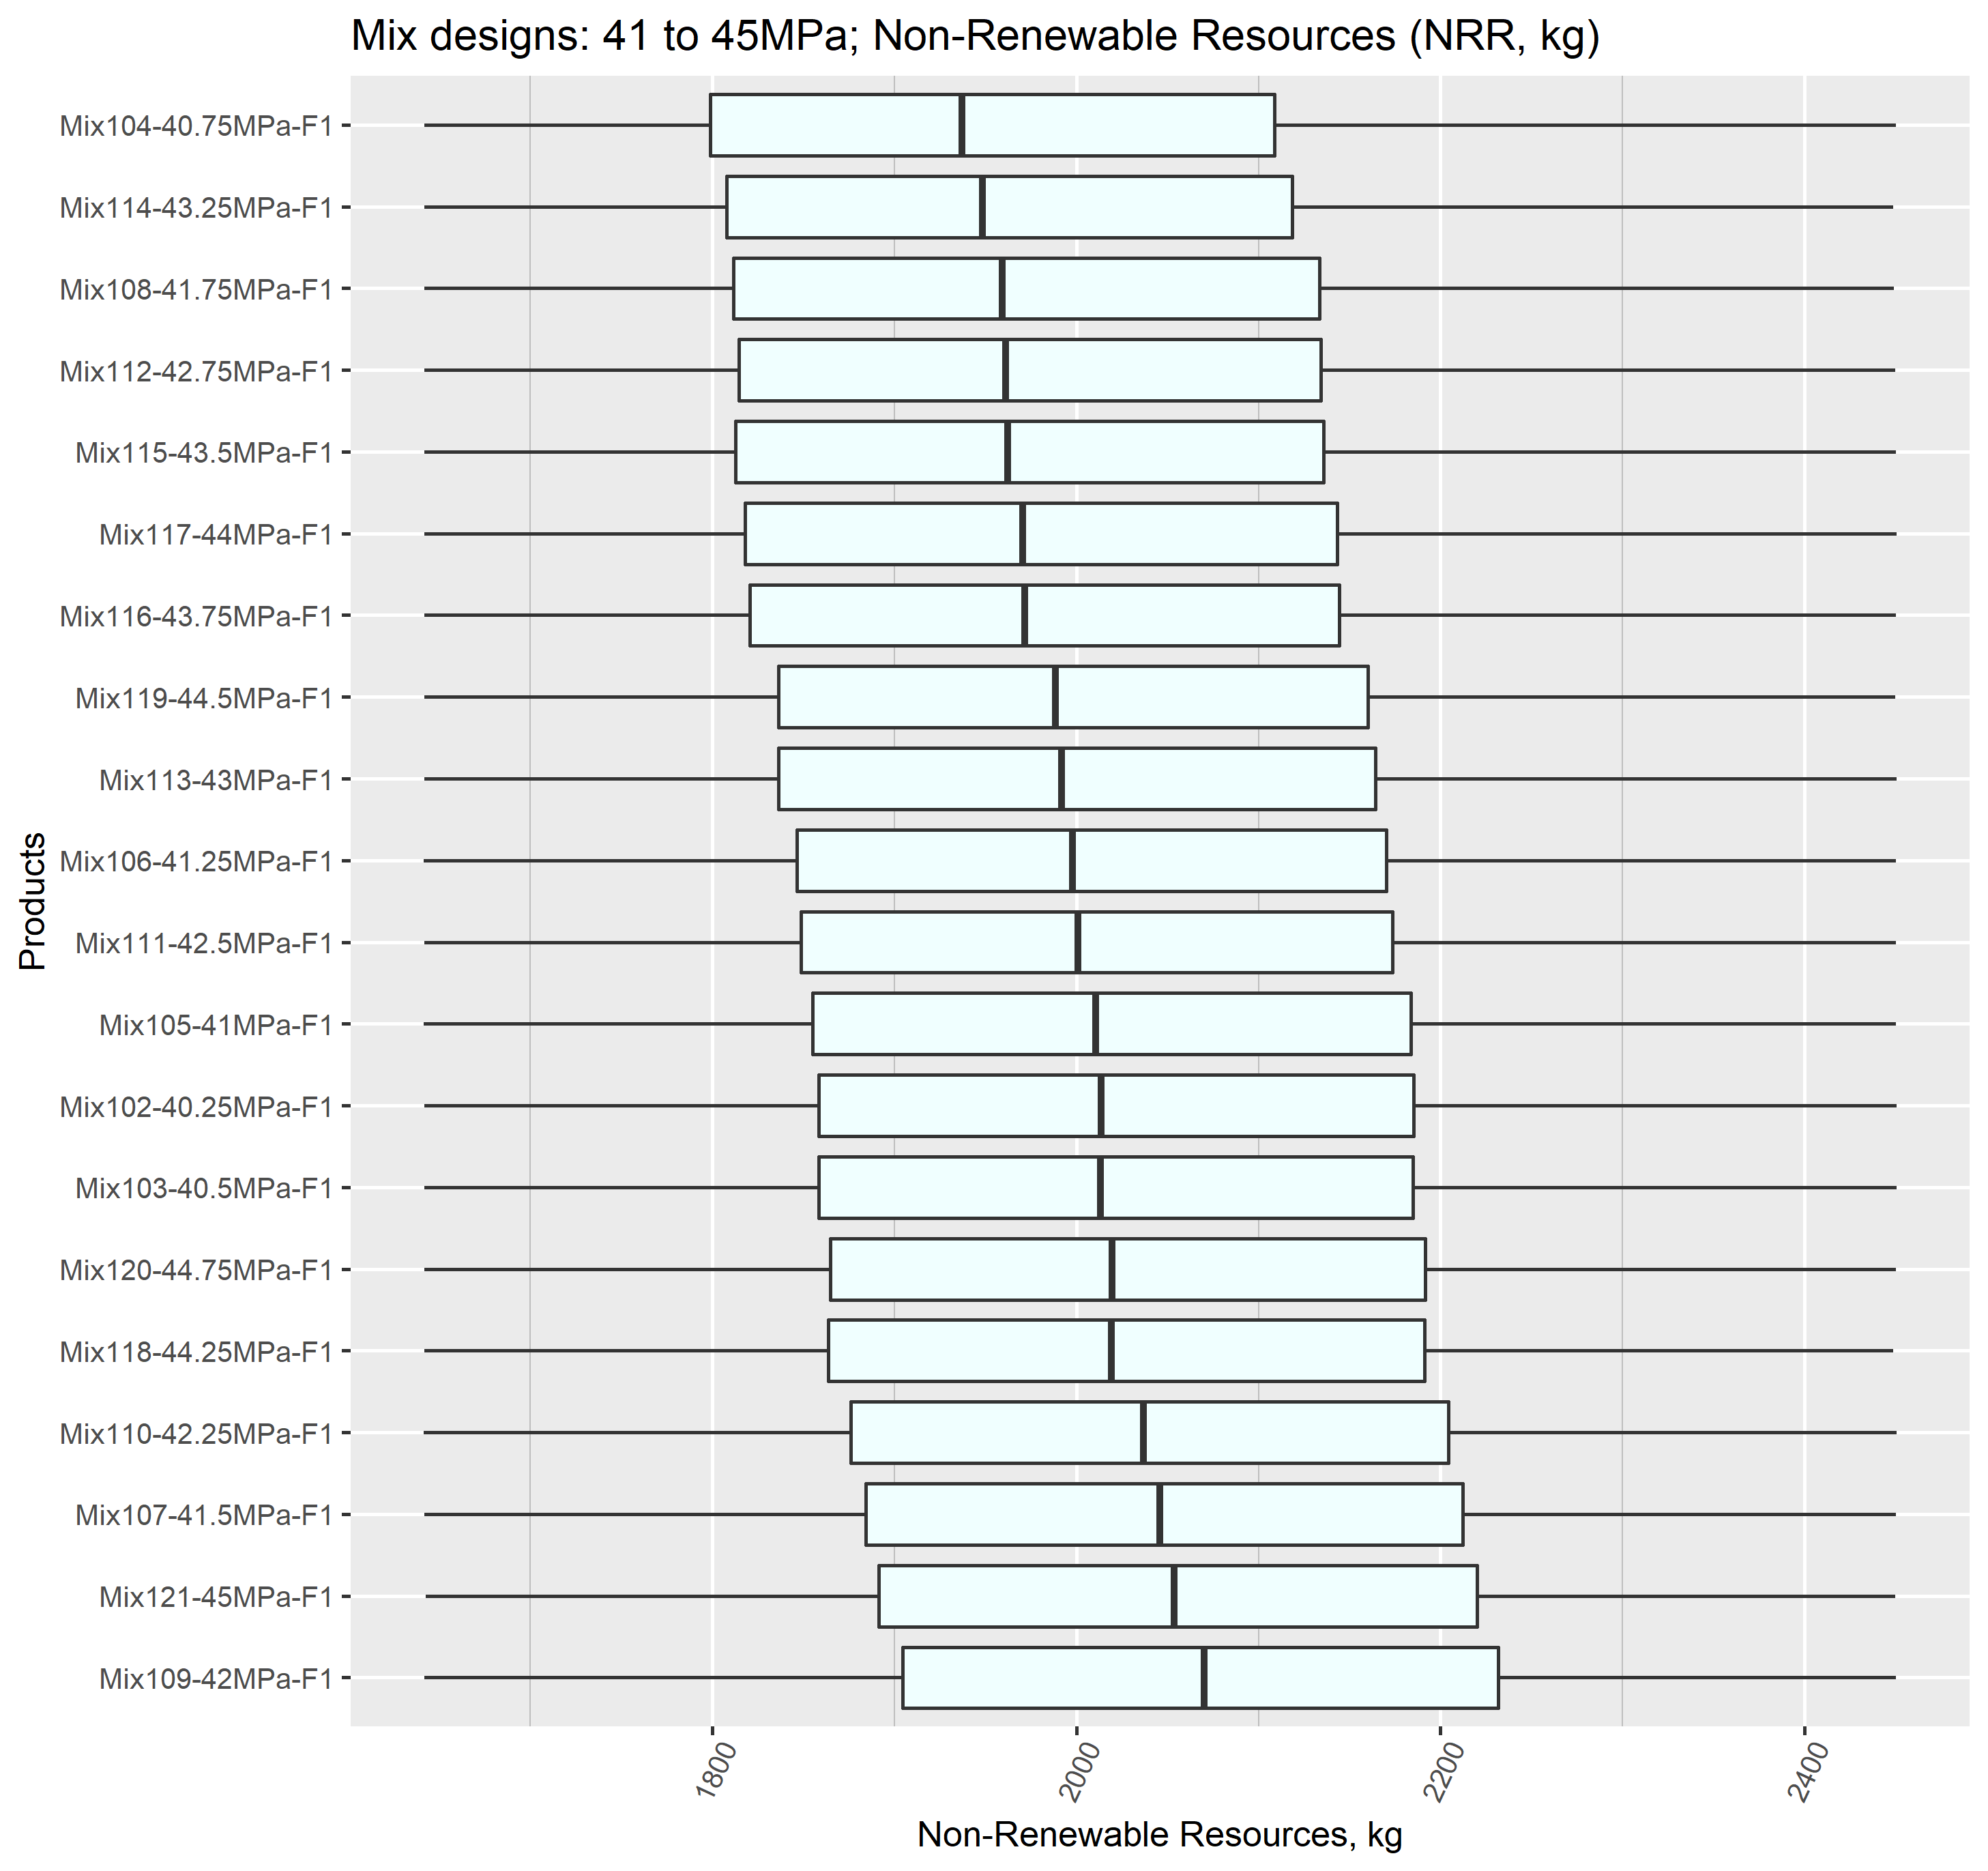 Mix designs: 41 to 45MPa; Non-Renewable Resources (NRR, kg)
Mix104-40.75MPa-F1
Mix114-43.25MPa-F1
Mix108-41.75MPa-F1
Mix112-42.75MPa-F1
Mix115-43.5MPa-F1
Mix117-44MPa-F1
Mix116-43.75MPa-F1
Mix119-44.5MPa-F1
Mix113-43MPa-F1
Mix106-41.25MPa-F1
Mix111-42.5MPa-F1
Mix105-41MPa-F1
Mix102-40.25MPa-F1
Mix103-40.5MPa-F1
Mix120-44.75MPa-F1
Mix118-44.25MPa-F1
Mix110-42.25MPa-F1
Mix107-41.5MPa-F1
Mix121-45MPa-F1
Mix109-42MPa-F1
Products
1800
2000
2200
2400
Non-Renewable Resources, kg